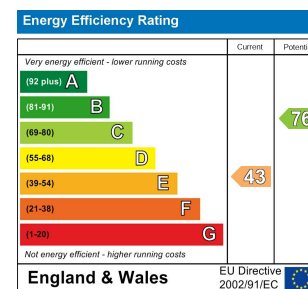 Energy Efficiency Rating
Current Potenti
Very energy efficient - lower running costs
(92 plus) A
(81-91) B
(69-80) C
(55-68) D
(39-54) E
(21-38) F
(1-20) G
76
43
Not energy efficient - higher running costs
England & Wales
EU Directive
2002/91/EC